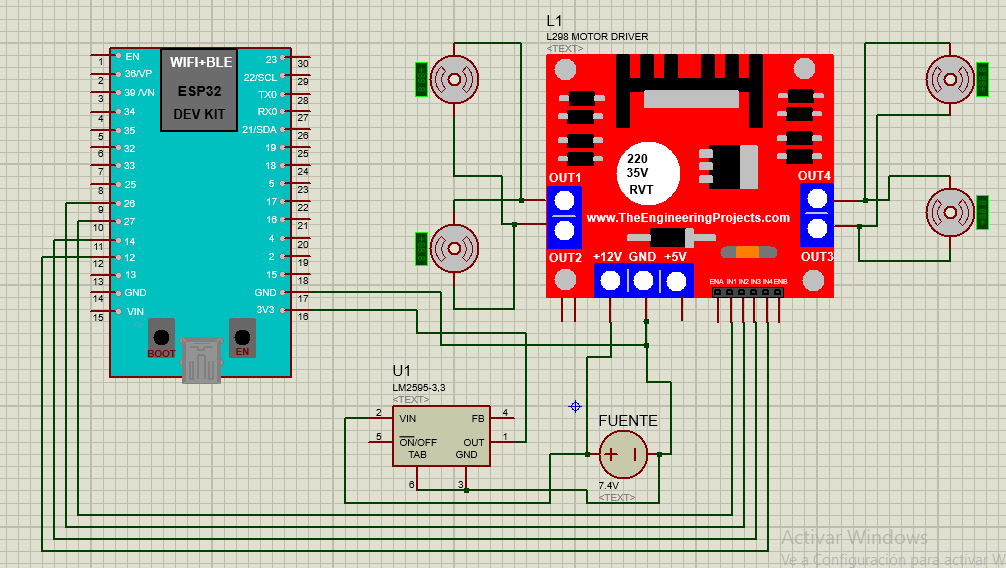 L1
L298 MOTOR DRIVER
<TEXT>
WIFI+BLE
ESP32
DEV KIT
EN
1
36/VP
2
39 /VN
3
34
4
35
5
32
6
33
7
25
8
26
9
27
10
14
11
12
12
13
13
GND
14
VIN
15
23
30
22/SCL
29
TX0
28
RX0
27
21/SDA
26
19
25
18
24
5
23
17
22
16
21
4
20
2
19
15
18
GND
17
3V3
16
BOOT
EN
220
35V
RVT
OUT1
OUT4
www.TheEngineeringProjects.com
OUT2
+12V GND +5V
OUT3
ENA IN1 IN2 IN3 IN4 ENB
U1
LM2595-3,3
<TEXT>
2
VIN
FB
4
5
ON/OFF
OUT
1
TAB
GND
6
3
FUENTE
+
7.4V
<TEXT>
Activar Windows
Ve a Configuración para activar W